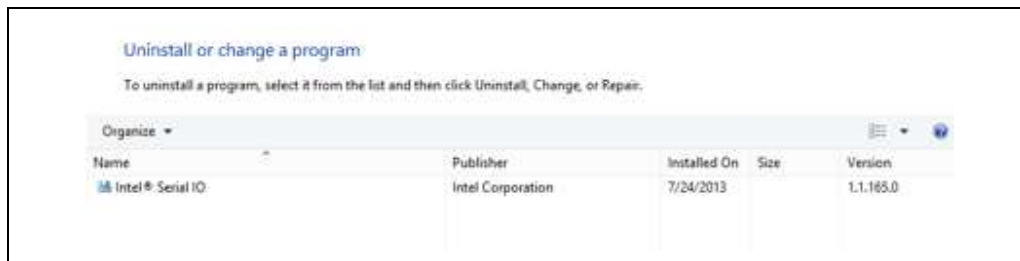 Uninstall or change a program
To uninstall a program, select it from the list and then click Uninstall, Change, or Repair.
Organize
Name Publisher Installed On Size Version
Intel® Serial IO Intel Corporation 7/24/2013 1.1.165.0